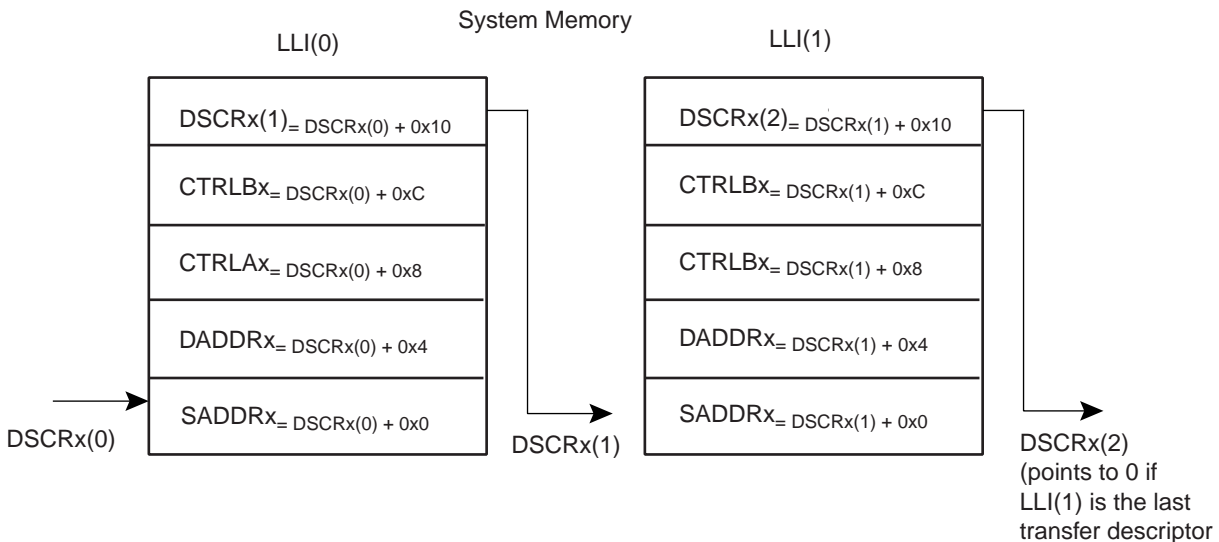 System Memory
LLI(0)
LLI(1)
DSCRx(1)= DSCRx(0) + 0x10
CTRLBx= DSCRx(0) + 0xC
CTRLAx= DSCRx(0) + 0x8
DADDRx= DSCRx(0) + 0x4
SADDRx= DSCRx(0) + 0x0
DSCRx(0)
DSCRx(1)
DSCRx(2)= DSCRx(1) + 0x10
CTRLBx= DSCRx(1) + 0xC
CTRLBx= DSCRx(1) + 0x8
DADDRx= DSCRx(1) + 0x4
SADDRx= DSCRx(1) + 0x0
DSCRx(2)
(points to 0 if
LLI(1) is the last
transfer descriptor